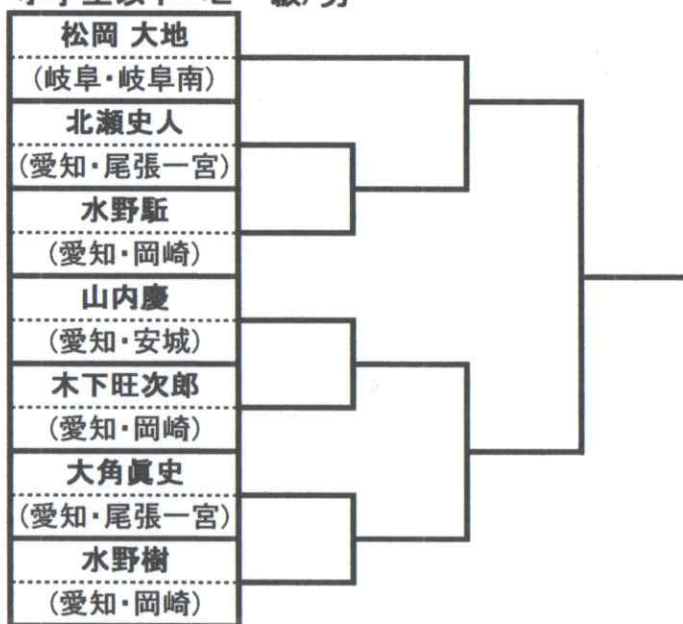 松岡 大地
(岐阜・岐阜南)
北瀬史人
(愛知・尾張一宮)
水野駈
(愛知・岡崎)
山内慶
(愛知・安城)
木下旺次郎
(愛知・岡崎)
大角眞史
(愛知・尾張一宮)
水野樹
(愛知・岡崎)